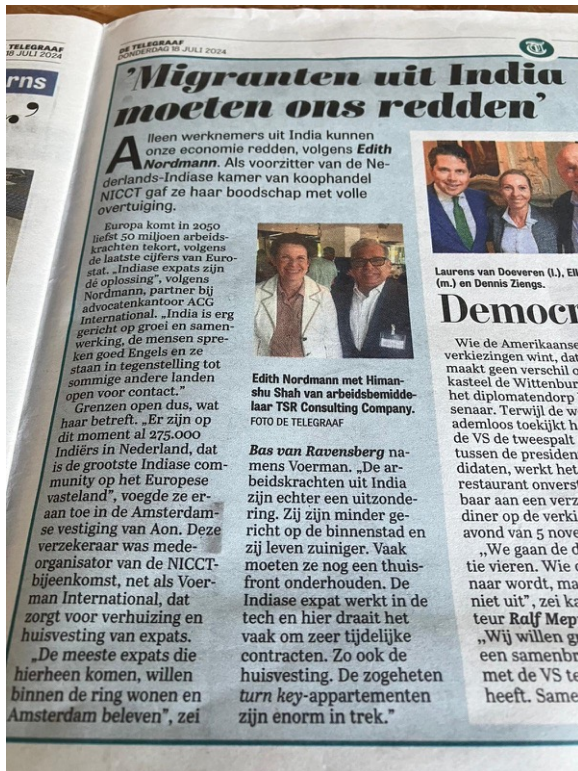 TELEGRAAF
18 JULI 2024
rns
DE TELEGRAAF
DONDERDAG 18 JULI 2024
'Migranten uit India
moeten ons redden'
Alleen werknemers uit India kunnen
onze economie redden, volgens Edith
Nordmann. Als voorzitter van de Ne-
derlands-Indiase kamer van koophandel
NICCT gaf ze haar boodschap met volle
overtuiging.
Europa komt in 2050
liefst 50 miljoen arbeids-
krachten tekort, volgens
de laatste cijfers van Euro-
stat. „Indiase expats zijn
dé oplossing”, volgens
Nordmann, partner bij
advocatenkantoor ACG
International. „India is erg
gericht op groei en samen-
werking, de mensen spre-
ken goed Engels en ze
staan in tegenstelling tot
sommige andere landen
open voor contact.”
Grenzen open dus, wat
haar betreft. „Er zijn op
dit moment al 275.000
Indiërs in Nederland, dat
is de grootste Indiase com-
munity op het Europese
vasteland”, voegde ze er-
aan toe in de Amsterdam-
se vestiging van Aon. Deze
verzekeraar was mede-
organisator van de NICCT-
bijeenkomst, net als Voer-
man International, dat
zorgt voor verhuizing en
huisvesting van expats.
„De meeste expats die
hierheen komen, willen
binnen de ring wonen en
Amsterdam beleven”, zei
Edith Nordmann met Himan-
shu Shah van arbeidsbemidde-
laar TSR Consulting Company.
FOTO DE TELEGRAAF
Bas van Ravensberg na-
mens Voerman. „De ar-
beidskrachten uit India
zijn echter een uitzonde-
ring. Zij zijn minder ge-
richt op de binnenstad en
zij leven zuiniger. Vaak
moeten ze nog een thuis-
front onderhouden. De
Indiase expat werkt in de
tech en hier draait het
vaak om zeer tijdelijke
contracten. Zo ook de
huisvesting. De zogeheten
turn key-appartementen
zijn enorm in trek.”
Laurens van Doeveren (l.), Ell
(m.) en Dennis Ziengs.
Democr
Wie de Amerikaanse
verkiezingen wint, dat
maakt geen verschil o
kasteel de Wittenbur
het diplomatendorp
senaar. Terwijl de w
ademloos toekijkt h
de VS de tweespalt
tussen de presiden
didaten, werkt het
restaurant onverst
baar aan een verz
diner op de verki
avond van 5 nove
„We gaan de d
tie vieren. Wie d
naar wordt, ma
niet uit”, zei ka
teur Ralf Mep
„Wij willen g
een samenbr
met de VS te
heeft. Same